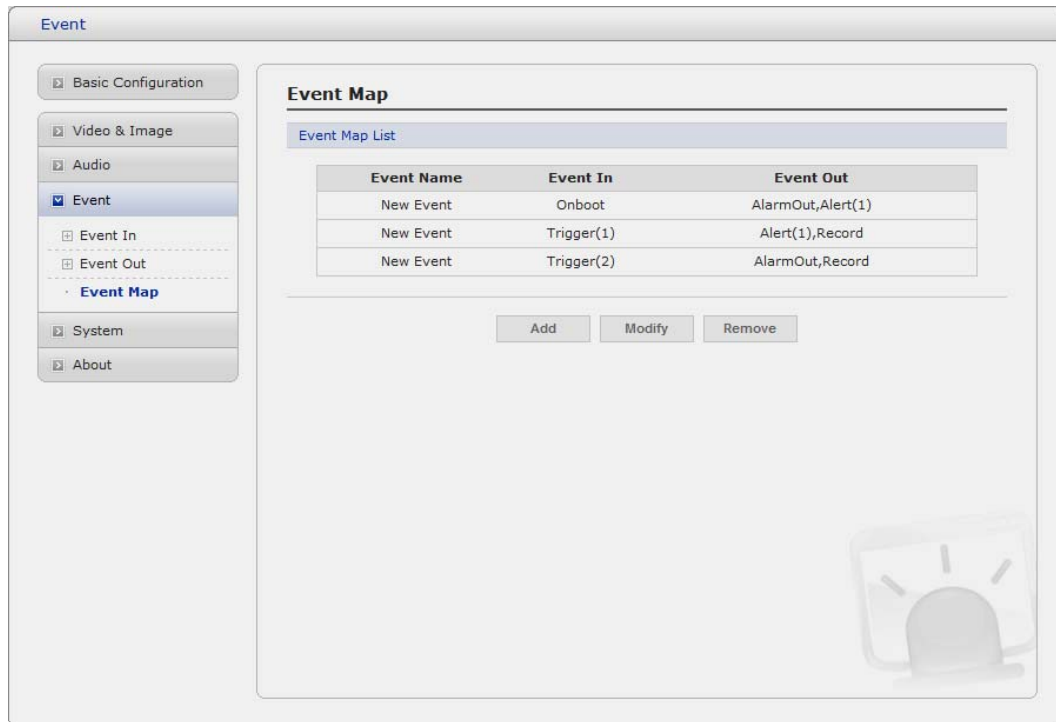 Event
Basic Configuration
Video & Image
Audio
Event
Event In
Event Out
Event Map
System
About
Event Map
Event Map List
Event Name Event In Event Out
New Event Onboot AlarmOut,Alert(1)
New Event Trigger(1) Alert(1),Record
New Event Trigger(2) AlarmOut,Record
Add Modify Remove